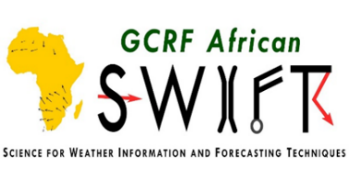 GCRF African
SWIFT
SCIENCE FOR WEATHER INFORMATION AND FORECASTING TECHNIQUES